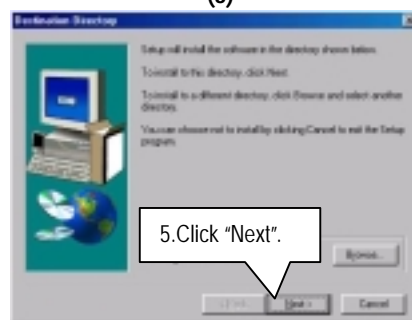 Destination Directory
Setup will install the software in the directory shown below.
To install to this directory, click Next.
To install to a different directory, click Browse and select another
directory.
You can choose not to install by clicking Cancel to exit the Setup
program.
5.Click “Next”.
Browse...
Next >
Cancel